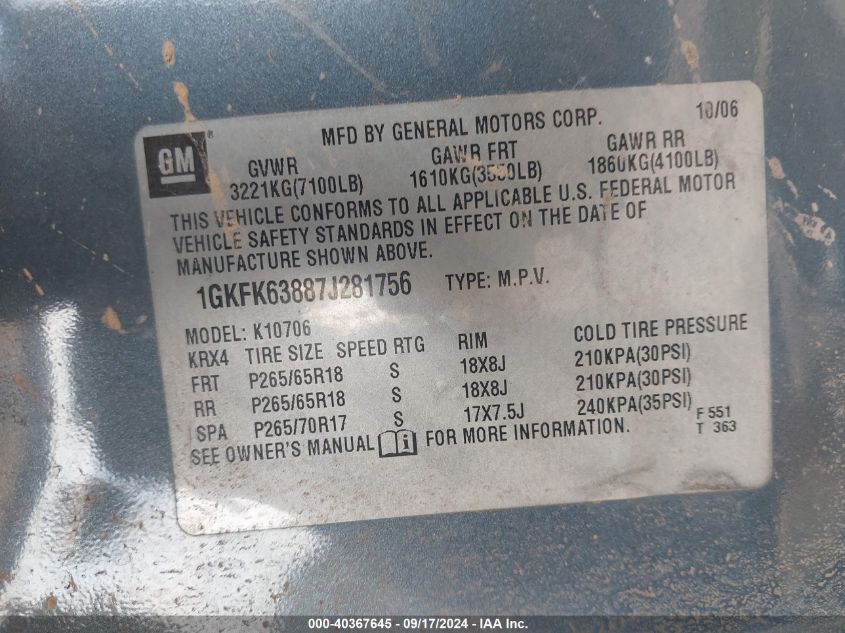 MFD BY GENERAL MOTORS CORP. 10/06
GM
GVWR GAWR FRT GAWR RR
3221KG(7100LB) 1610KG(3550LB) 1860KG(4100LB)
THIS VEHICLE CONFORMS TO ALL APPLICABLE U.S. FEDERAL MOTOR
VEHICLE SAFETY STANDARDS IN EFFECT ON THE DATE OF
MANUFACTURE SHOWN ABOVE.
1GKFK63887J281756 TYPE: M.P.V.
MODEL: K10706
KRX4 TIRE SIZE SPEED RTG RIM COLD TIRE PRESSURE
FRT P265/65R18 S 18X8J 210KPA(30PSI)
RR P265/65R18 S 18X8J 210KPA(30PSI)
SPA P265/70R17 S 17X7.5J 240KPA(35PSI)
SEE OWNER'S MANUAL FOR MORE INFORMATION.
F 551
T 363
000-40367645 - 09/17/2024 - IAA Inc.